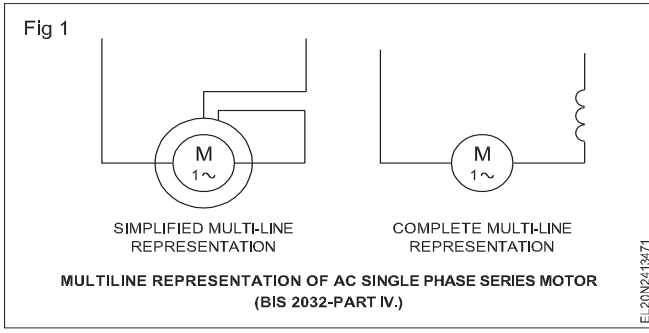 Fig 1
M
1~
M
1~
SIMPLIFIED MULTI-LINE
REPRESENTATION
COMPLETE MULTI-LINE
REPRESENTATION
MULTILINE REPRESENTATION OF AC SINGLE PHASE SERIES MOTOR
(BIS 2032-PART IV.)
EL20N2413471